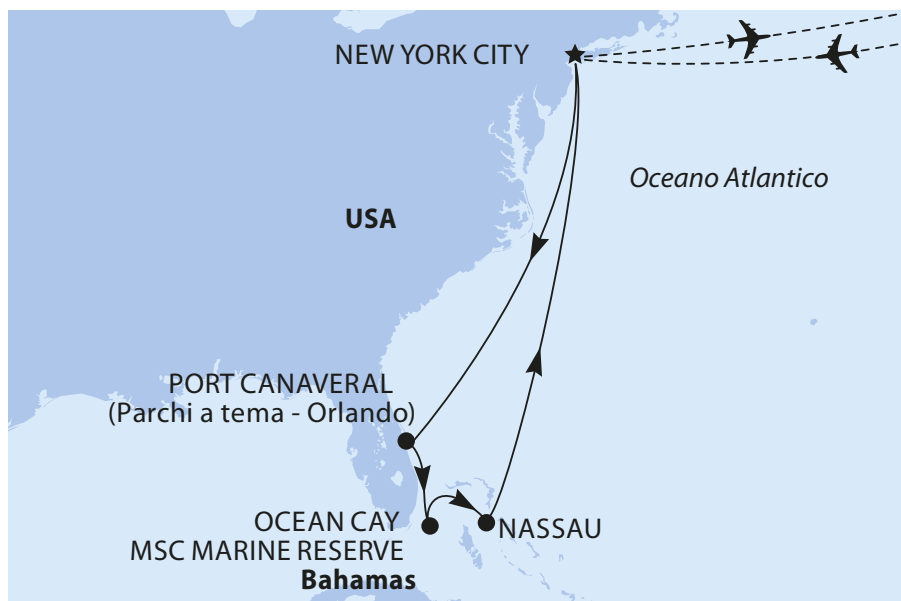 NEW YORK CITY
Oceano Atlantico
USA
PORT CANAVERAL
(Parchi a tema - Orlando)
OCEAN CAY
MSC MARINE RESERVE
Bahamas
NASSAU